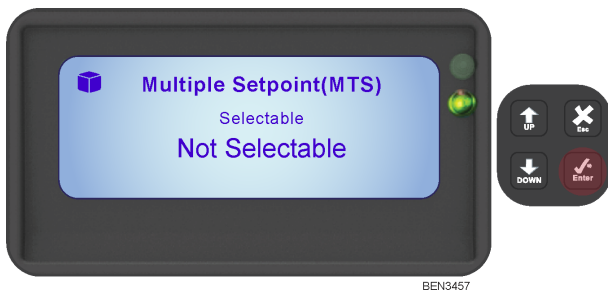 Multiple Setpoint(MTS)
Selectable
Not Selectable
UP
Esc
DOWN
Enter
BEN3457